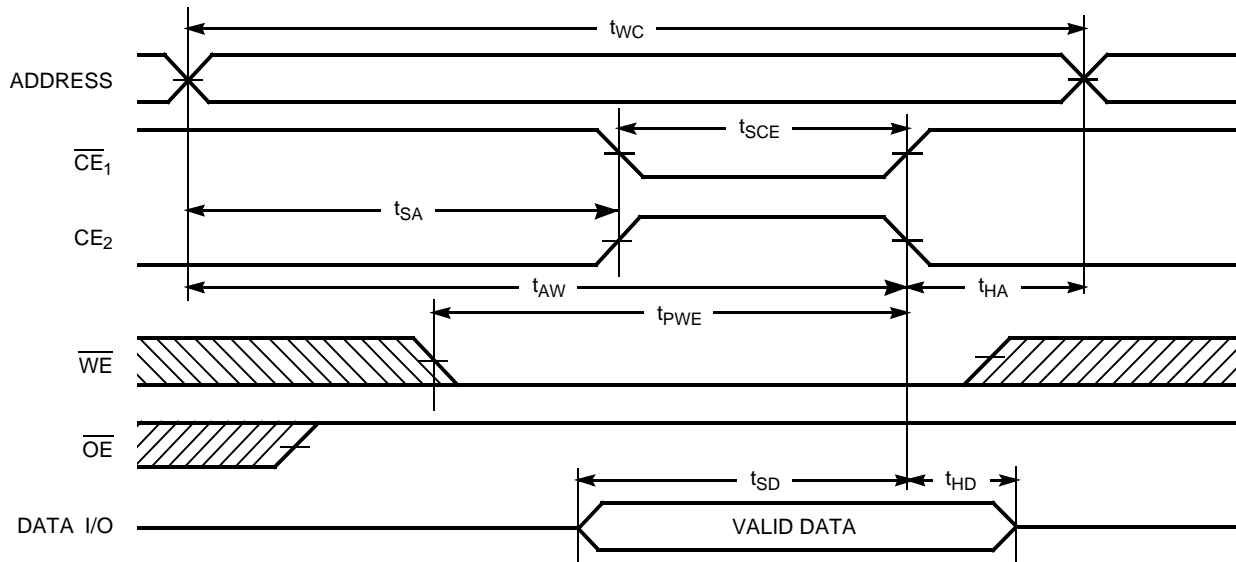 tWC
ADDRESS
tSCE
CE1
tSA
CE2
tAW
tHA
tPWE
WE
OE
tSD
tHD
DATA I/O
VALID DATA